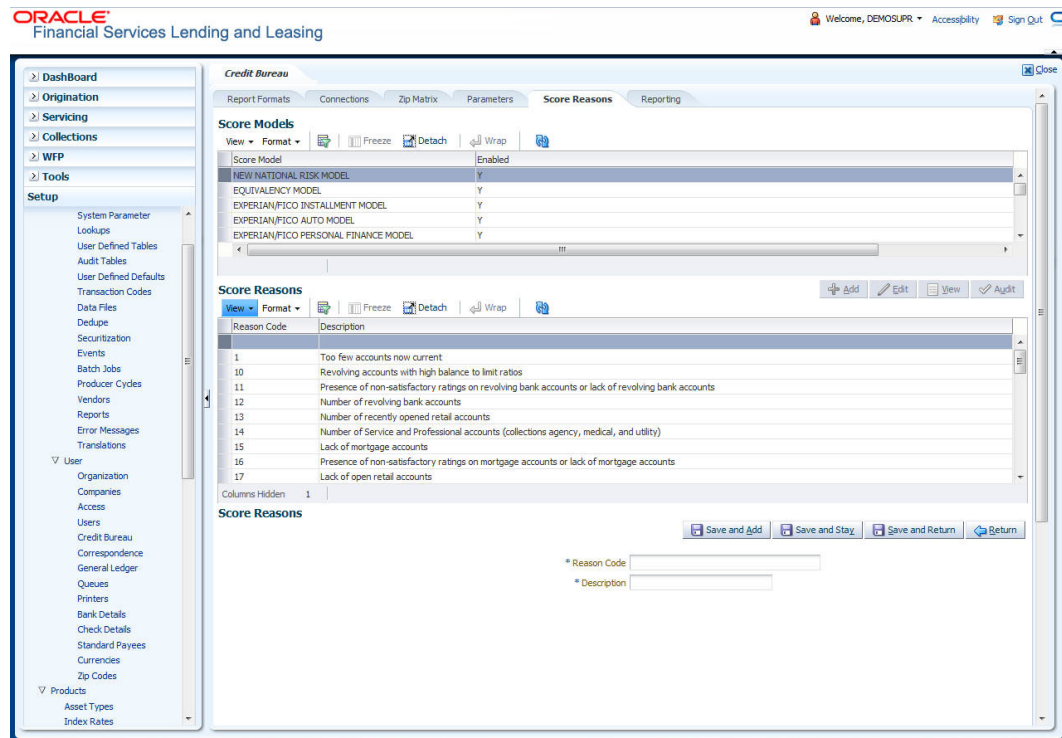 ORACLE
Financial Services Lending and Leasing
Welcome, DEMOSUPR Accessibility Sign Out
DashBoard
Origination
Servicing
Collections
WFP
Tools
Setup
System Parameter
Lookups
User Defined Tables
Audit Tables
User Defined Defaults
Transaction Codes
Data Files
Dedupe
Securitization
Events
Batch Jobs
Producer Cycles
Vendors
Reports
Error Messages
Translations
User
Organization
Companies
Access
Users
Credit Bureau
Correspondence
General Ledger
Queues
Printers
Bank Details
Check Details
Standard Payees
Currencies
Zip Codes
Products
Asset Types
Index Rates
Credit Bureau
Close
Report Formats Connections Zip Matrix Parameters Score Reasons Reporting
Score Models
View Format Freeze Detach Wrap
Score Model Enabled
NEW NATIONAL RISK MODEL Y
EQUIVALENCY MODEL Y
EXPERIAN/FICO INSTALLMENT MODEL Y
EXPERIAN/FICO AUTO MODEL Y
EXPERIAN/FICO PERSONAL FINANCE MODEL Y
Score Reasons
Add Edit View Audit
View Format Freeze Detach Wrap
Reason Code Description
1 Too few accounts now current
10 Revolving accounts with high balance to limit ratios
11 Presence of non-satisfactory ratings on revolving bank accounts or lack of revolving bank accounts
12 Number of revolving bank accounts
13 Number of recently opened retail accounts
14 Number of Service and Professional accounts (collections agency, medical, and utility)
15 Lack of mortgage accounts
16 Presence of non-satisfactory ratings on mortgage accounts or lack of mortgage accounts
17 Lack of open retail accounts
Columns Hidden 1
Score Reasons
Save and Add Save and Stay Save and Return Return
* Reason Code
* Description